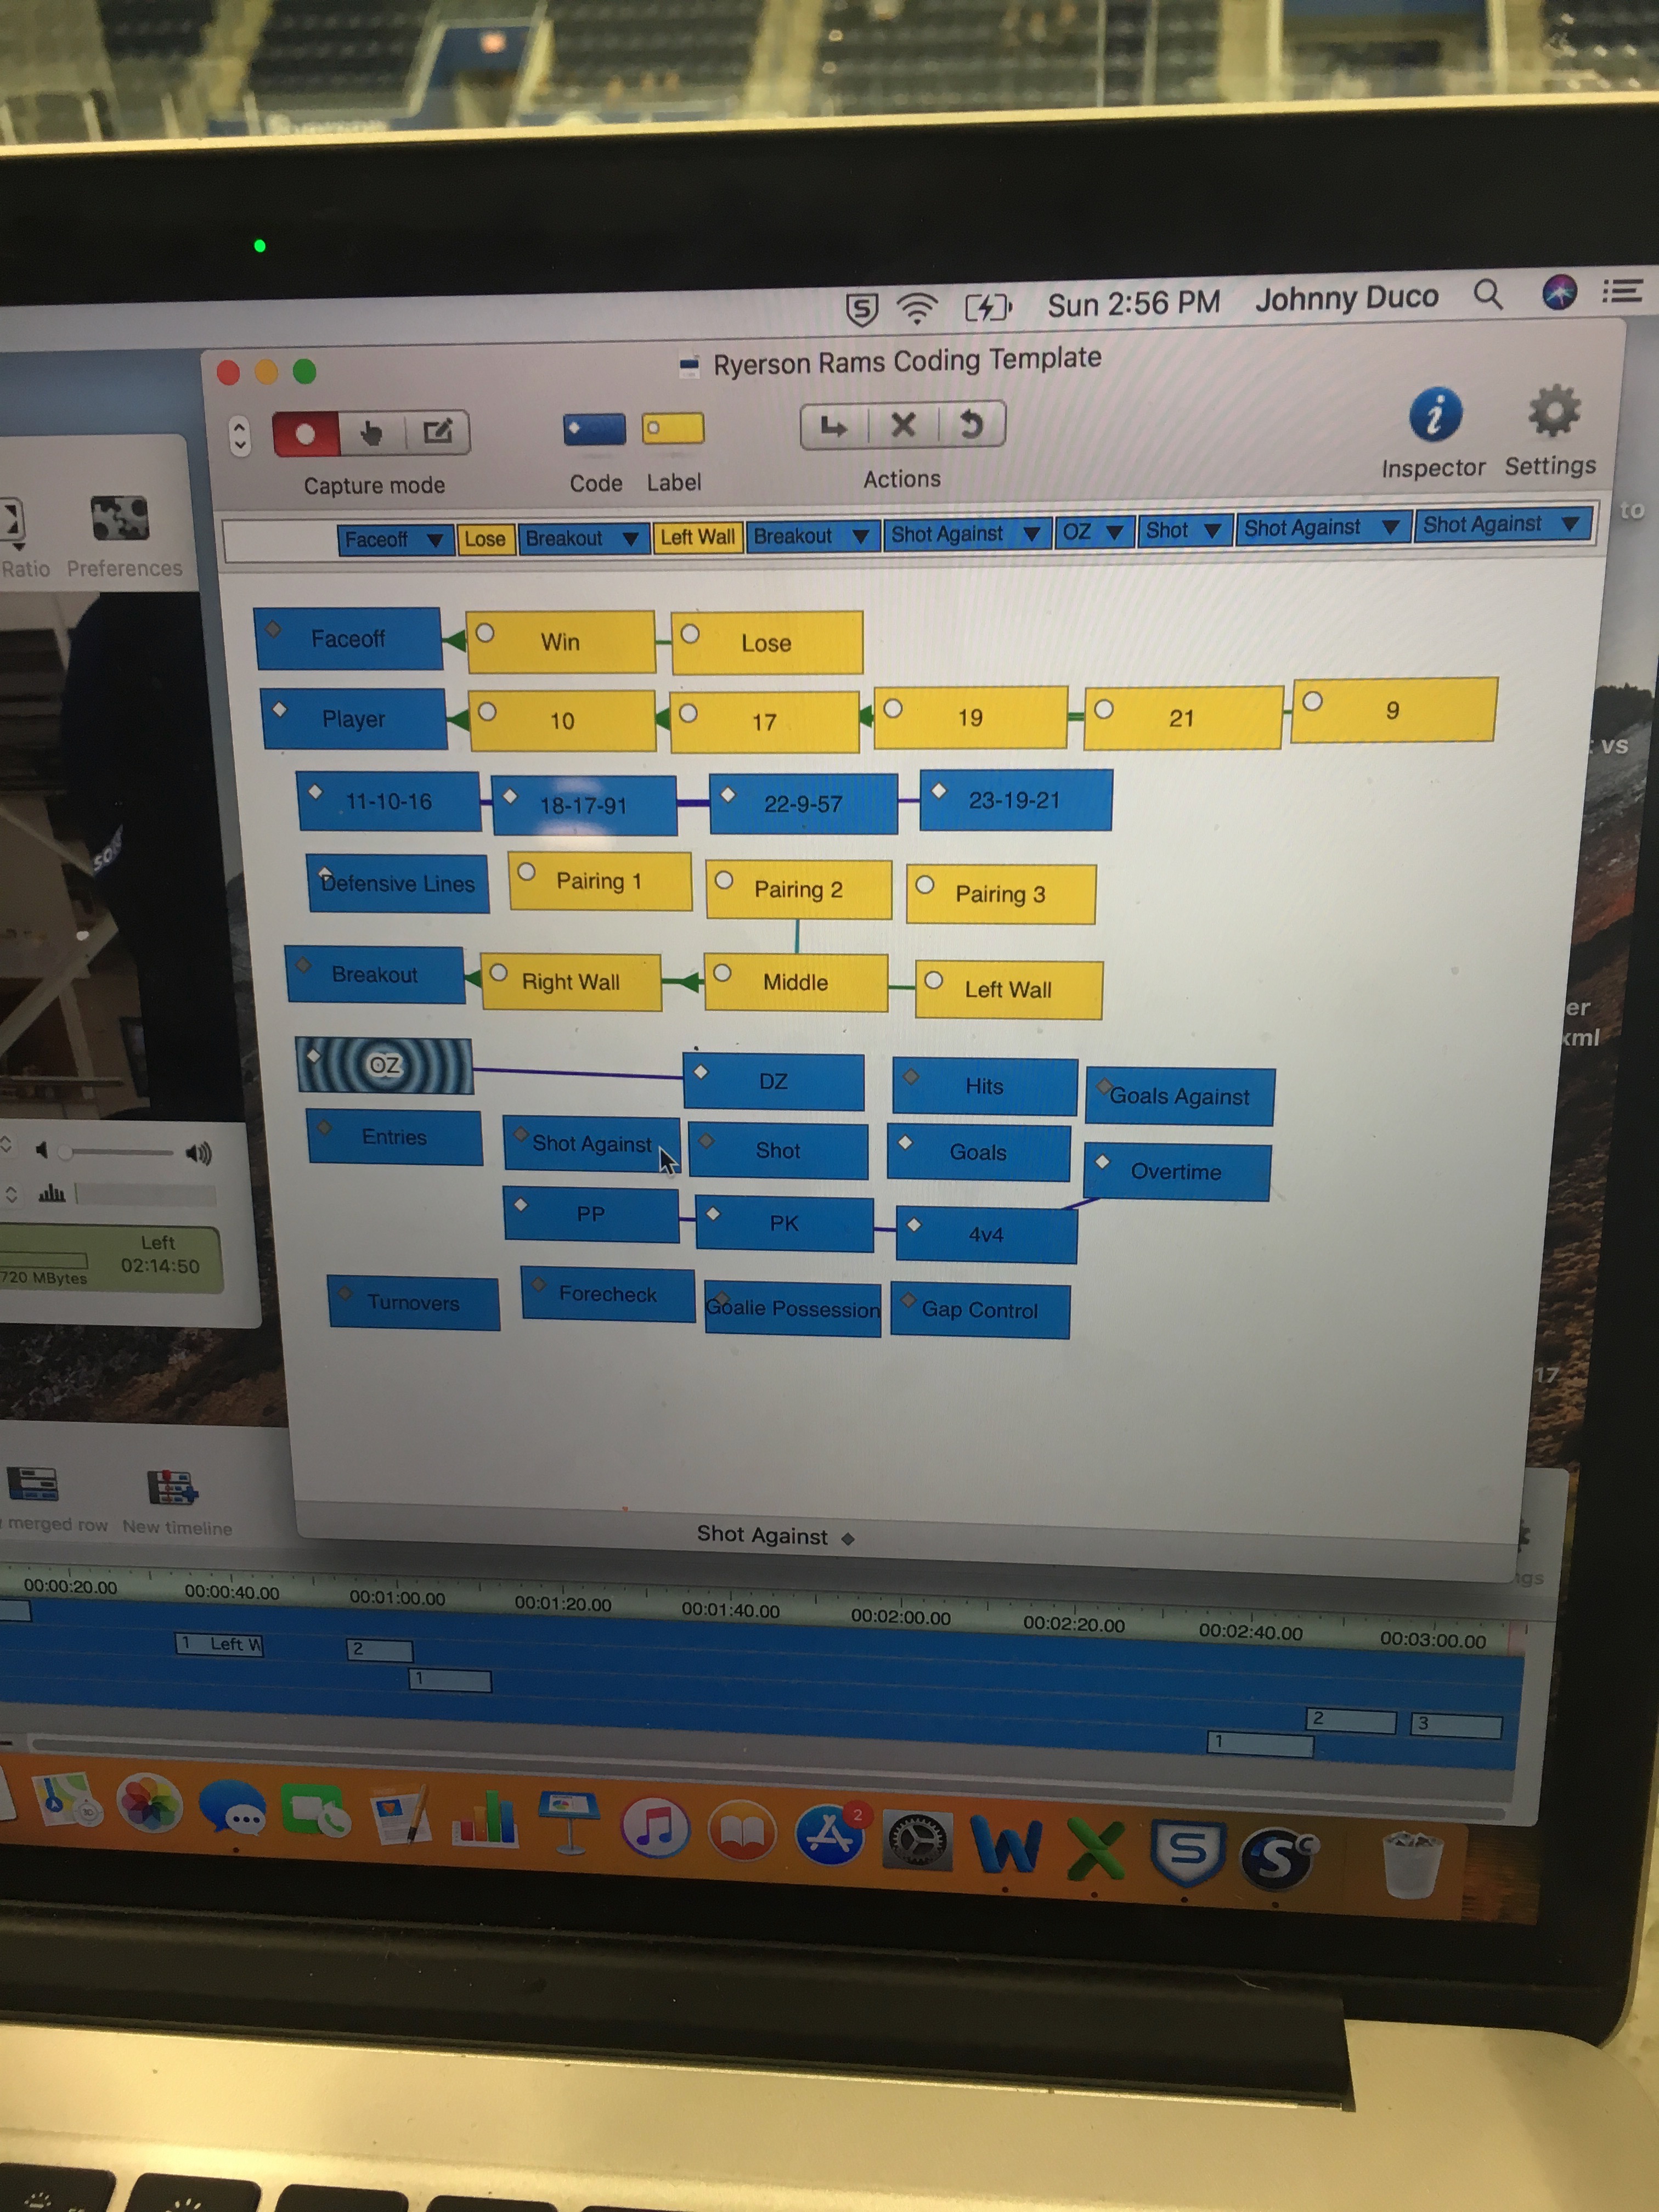 Sun 2:56 PM Johnny Duco
Ryerson Rams Coding Template
Capture mode Code Label Actions Inspector Settings
Ratio Preferences
to
Faceoff Lose Breakout Left Wall Breakout Shot Against OZ Shot Shot Against Shot Against
Faceoff Win Lose
Player 10 17 19 21 9
vs
11-10-16 18-17-91 22-9-57 23-19-21
Defensive Lines Pairing 1 Pairing 2 Pairing 3
Breakout Right Wall Middle Left Wall
er
xml
OZ DZ Hits Goals Against
Entries Shot Against Shot Goals Overtime
PP PK 4v4
Left
02:14:50
720 MBytes
Turnovers Forecheck Goalie Possession Gap Control
17
merged row New timeline
Shot Against
gs
00:00:20.00 00:00:40.00 00:01:00.00 00:01:20.00 00:01:40.00 00:02:00.00 00:02:20.00 00:02:40.00 00:03:00.00
1 Left W 2
1
2 3
1
2